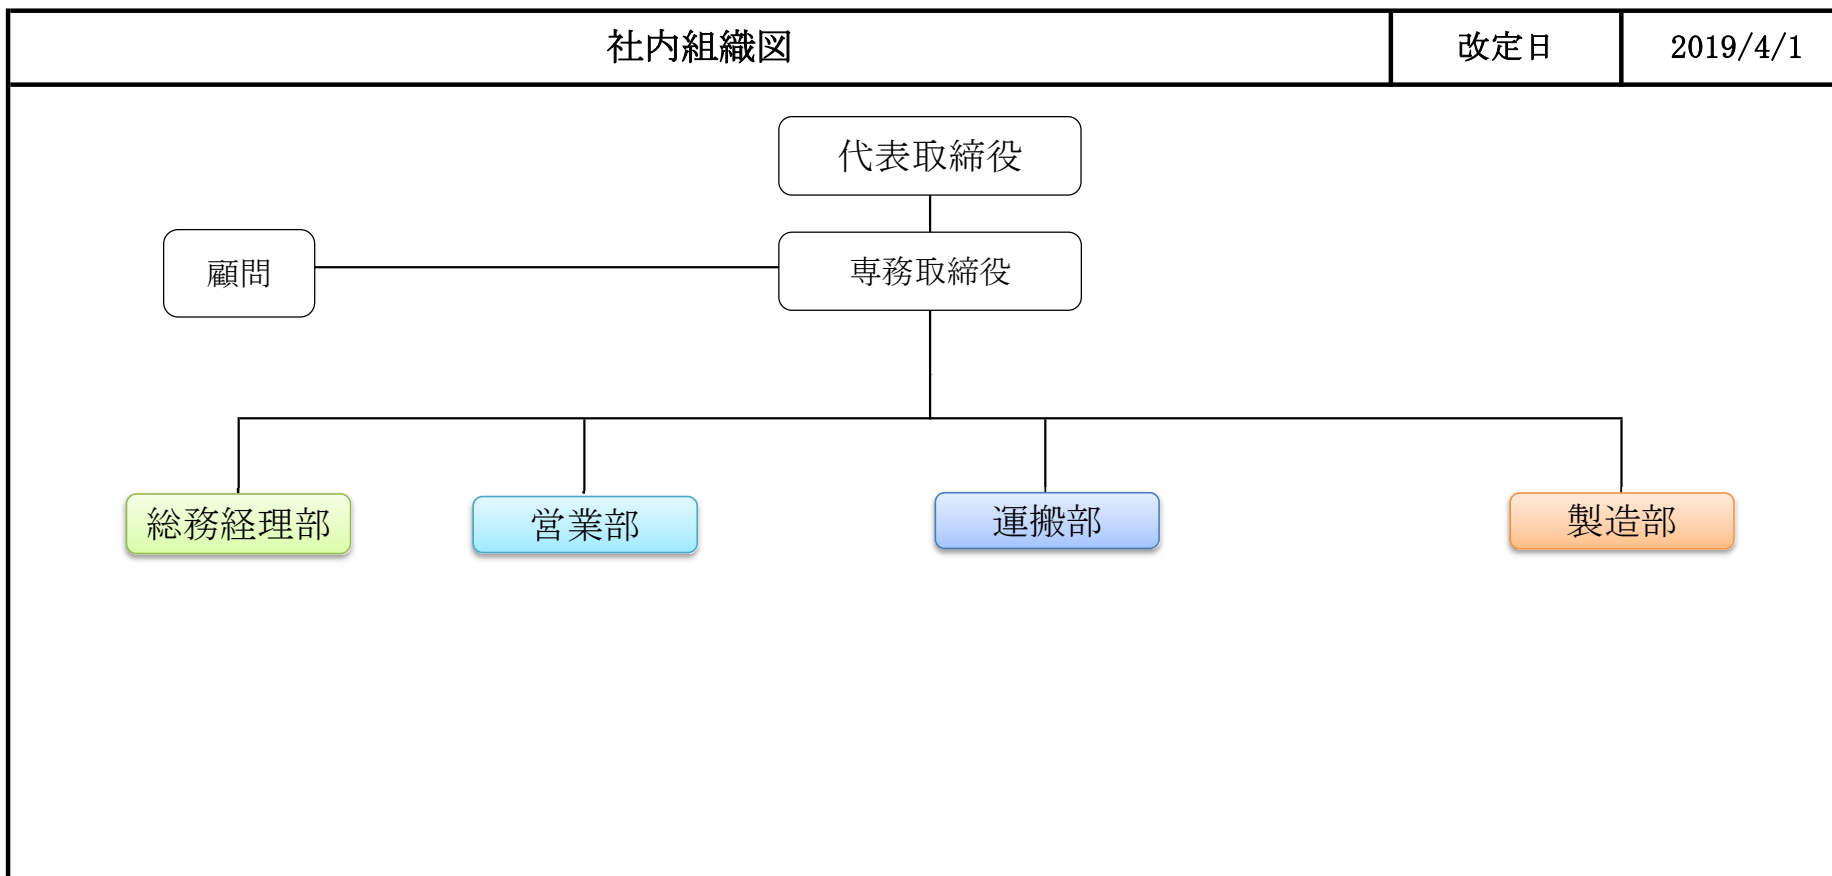 社内組織図
改定日
2019/4/1
代表取締役
顧問
専務取締役
総務経理部
営業部
運搬部
製造部